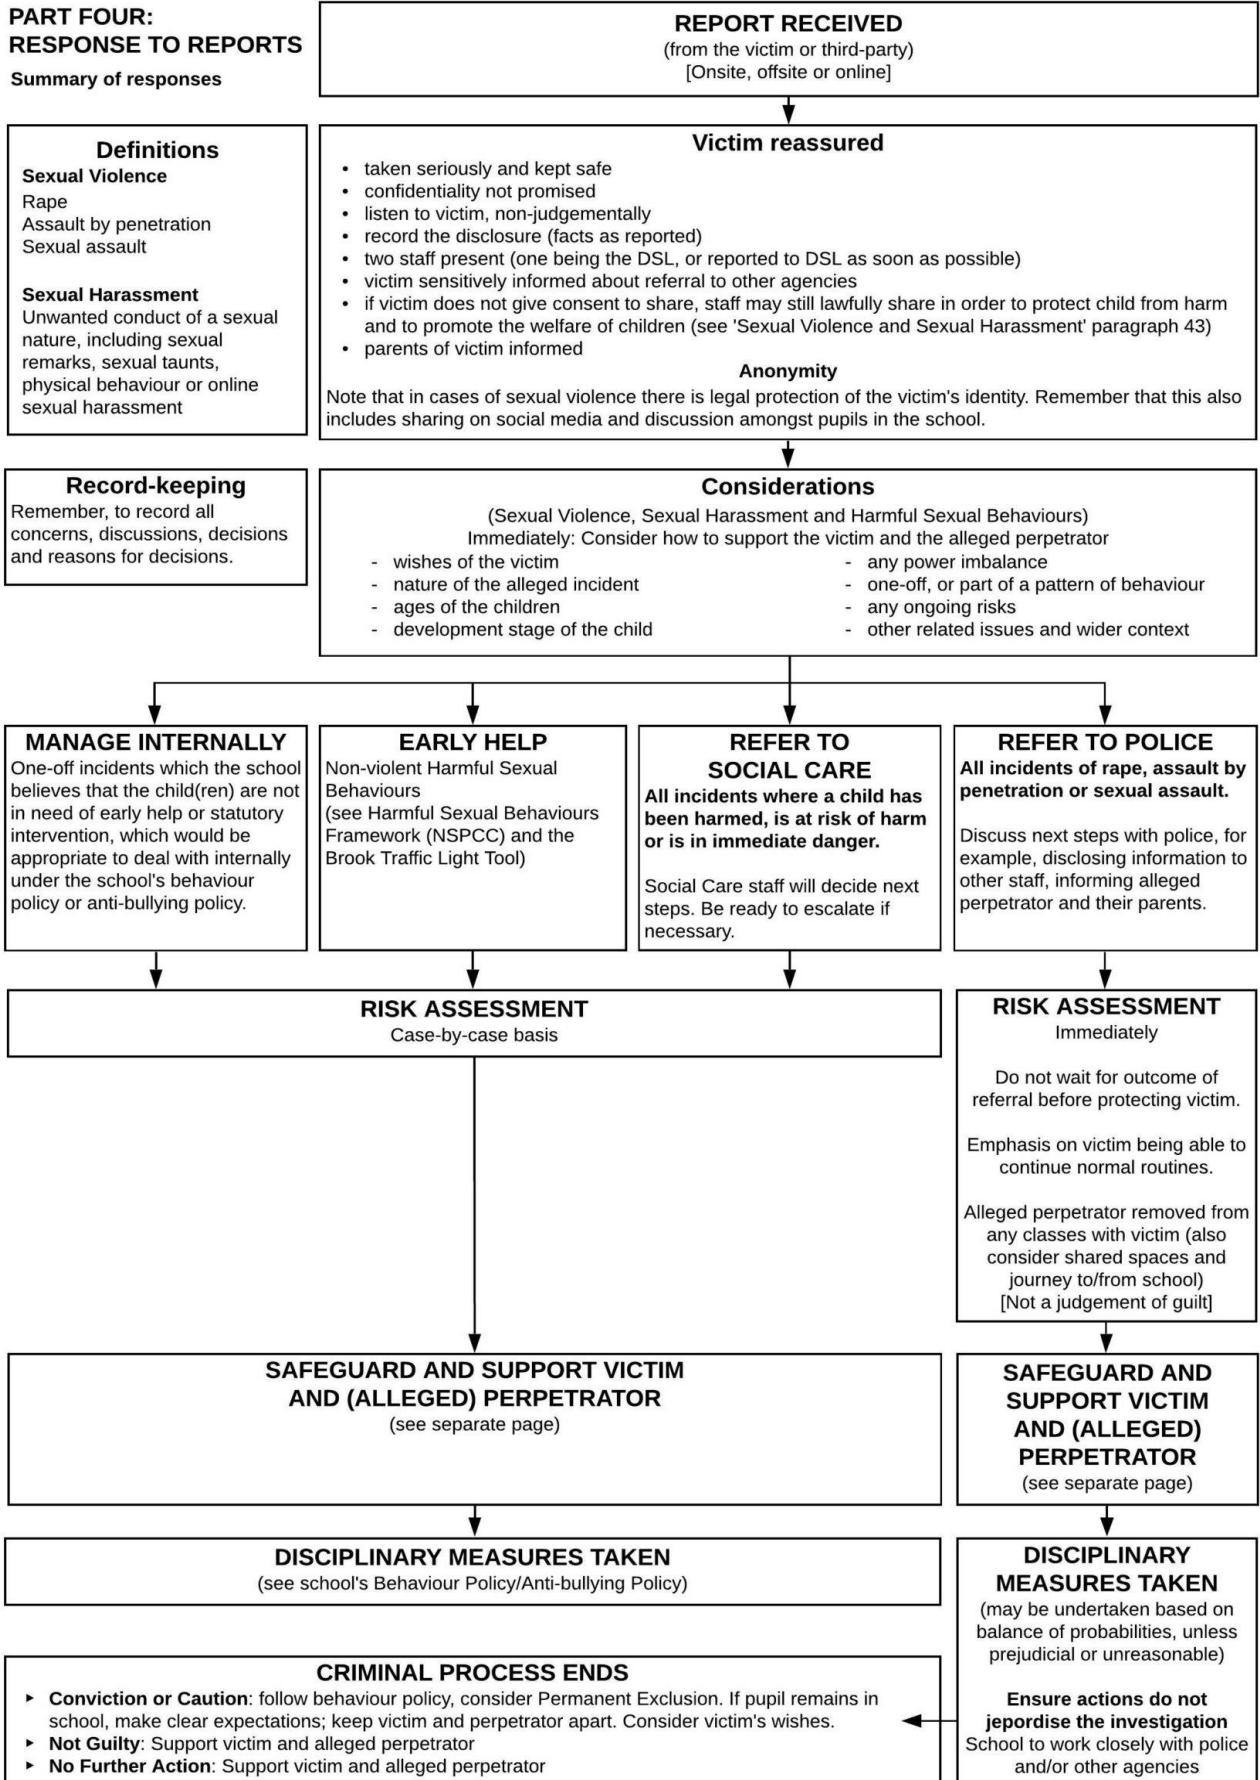 PART FOUR:
RESPONSE TO REPORTS
Summary of responses
REPORT RECEIVED
(from the victim or third-party)
[Onsite, offsite or online]
Definitions
Sexual Violence
Rape
Assault by penetration
Sexual assault
Sexual Harassment
Unwanted conduct of a sexual
nature, including sexual
remarks, sexual taunts,
physical behaviour or online
sexual harassment
Victim reassured
• taken seriously and kept safe
• confidentiality not promised
• listen to victim, non-judgementally
• record the disclosure (facts as reported)
• two staff present (one being the DSL, or reported to DSL as soon as possible)
• victim sensitively informed about referral to other agencies
• if victim does not give consent to share, staff may still lawfully share in order to protect child from harm
and to promote the welfare of children (see 'Sexual Violence and Sexual Harassment' paragraph 43)
• parents of victim informed
Anonymity
Note that in cases of sexual violence there is legal protection of the victim's identity. Remember that this also
includes sharing on social media and discussion amongst pupils in the school.
Record-keeping
Remember, to record all
concerns, discussions, decisions
and reasons for decisions.
Considerations
(Sexual Violence, Sexual Harassment and Harmful Sexual Behaviours)
Immediately: Consider how to support the victim and the alleged perpetrator
- wishes of the victim
- nature of the alleged incident
- ages of the children
- development stage of the child
- any power imbalance
- one-off, or part of a pattern of behaviour
- any ongoing risks
- other related issues and wider context
MANAGE INTERNALLY
One-off incidents which the school
believes that the child(ren) are not
in need of early help or statutory
intervention, which would be
appropriate to deal with internally
under the school's behaviour
policy or anti-bullying policy.
EARLY HELP
Non-violent Harmful Sexual
Behaviours
(see Harmful Sexual Behaviours
Framework (NSPCC) and the
Brook Traffic Light Tool)
REFER TO
SOCIAL CARE
All incidents where a child has
been harmed, is at risk of harm
or is in immediate danger.
Social Care staff will decide next
steps. Be ready to escalate if
necessary.
REFER TO POLICE
All incidents of rape, assault by
penetration or sexual assault.
Discuss next steps with police, for
example, disclosing information to
other staff, informing alleged
perpetrator and their parents.
RISK ASSESSMENT
Case-by-case basis
RISK ASSESSMENT
Immediately
Do not wait for outcome of
referral before protecting victim.
Emphasis on victim being able to
continue normal routines.
Alleged perpetrator removed from
any classes with victim (also
consider shared spaces and
journey to/from school)
[Not a judgement of guilt]
SAFEGUARD AND SUPPORT VICTIM
AND (ALLEGED) PERPETRATOR
(see separate page)
SAFEGUARD AND
SUPPORT VICTIM
AND (ALLEGED)
PERPETRATOR
(see separate page)
DISCIPLINARY MEASURES TAKEN
(see school's Behaviour Policy/Anti-bullying Policy)
DISCIPLINARY
MEASURES TAKEN
(may be undertaken based on
balance of probabilities, unless
prejudicial or unreasonable)
Ensure actions do not
jepordise the investigation
School to work closely with police
and/or other agencies
CRIMINAL PROCESS ENDS
▸ Conviction or Caution: follow behaviour policy, consider Permanent Exclusion. If pupil remains in
school, make clear expectations; keep victim and perpetrator apart. Consider victim's wishes.
▸ Not Guilty: Support victim and alleged perpetrator
▸ No Further Action: Support victim and alleged perpetrator